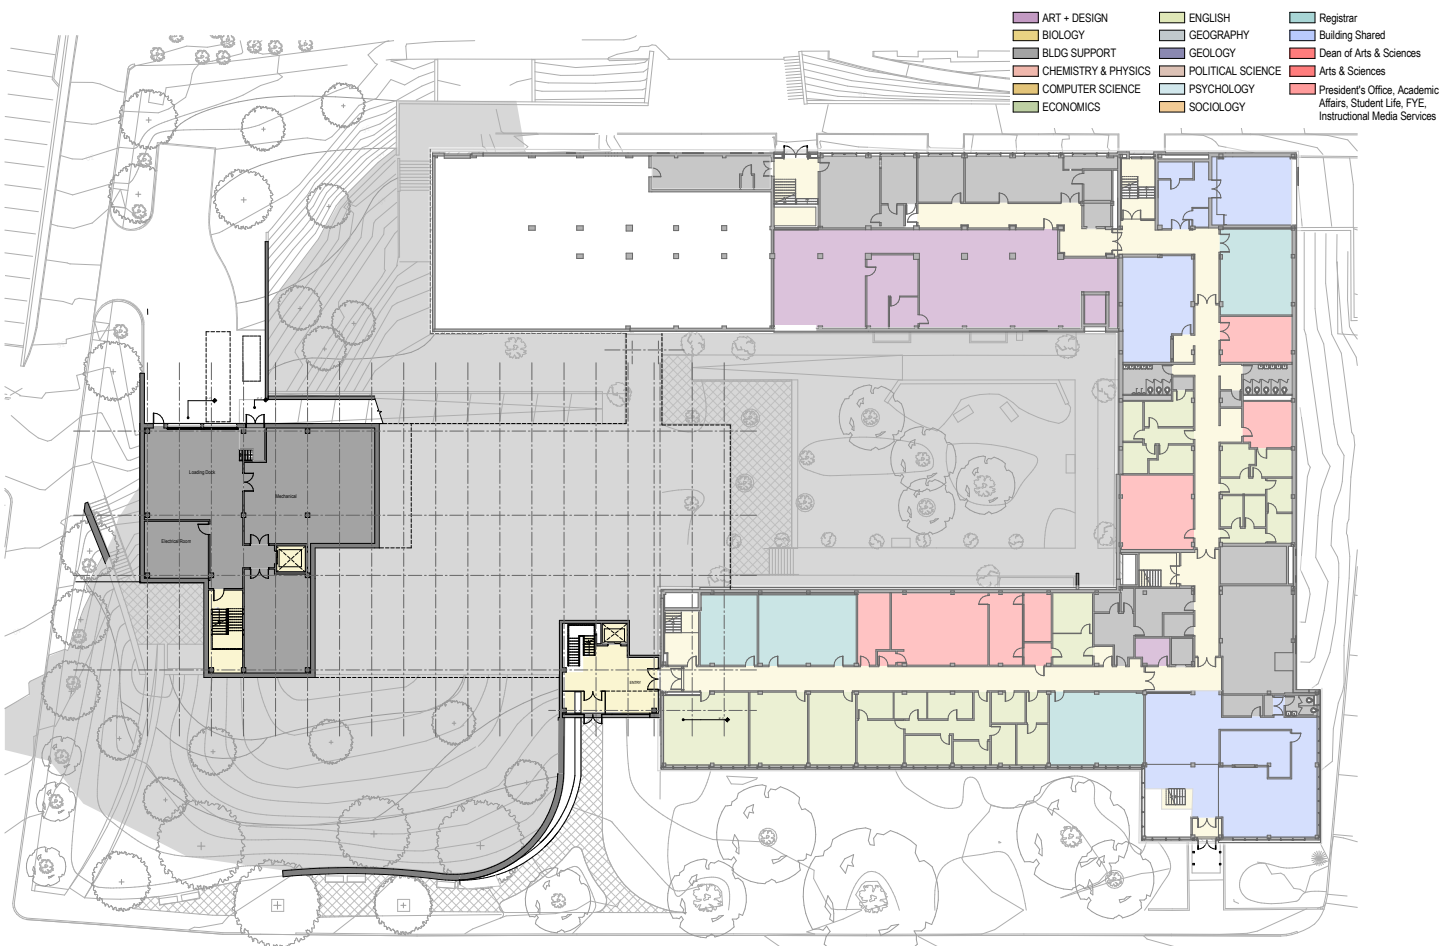 ART + DESIGN
BIOLOGY
BLDG SUPPORT
CHEMISTRY & PHYSICS
COMPUTER SCIENCE
ECONOMICS
ENGLISH
GEOGRAPHY
GEOLOGY
POLITICAL SCIENCE
PSYCHOLOGY
SOCIOLOGY
Registrar
Building Shared
Dean of Arts & Sciences
Arts & Sciences
President's Office, Academic
Affairs, Student Life, FYE,
Instructional Media Services
Loading Dock
Mechanical
Electrical Room
ENTRY